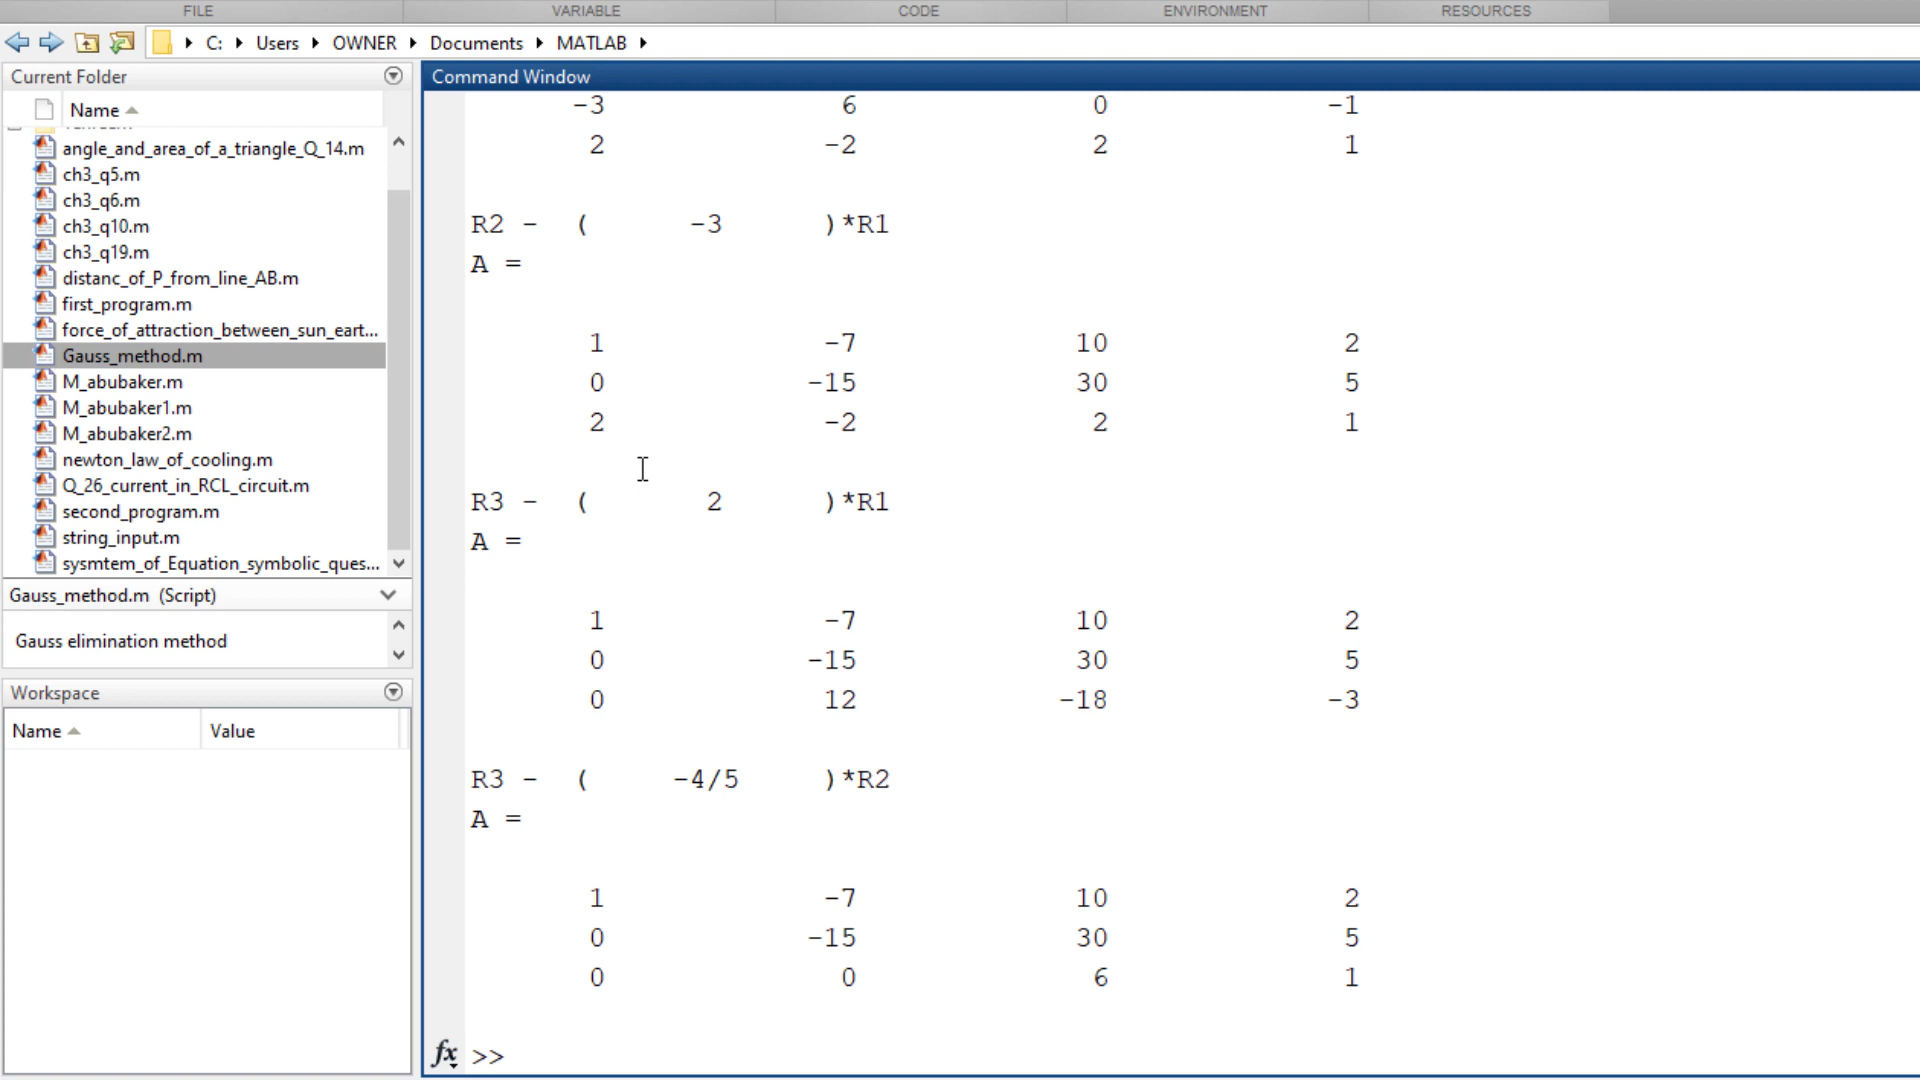 FILE VARIABLE CODE ENVIRONMENT RESOURCES
C: Users OWNER Documents MATLAB
Current Folder
Name
angle_and_area_of_a_triangle_Q_14.m
ch3_q5.m
ch3_q6.m
ch3_q10.m
ch3_q19.m
distanc_of_P_from_line_AB.m
first_program.m
force_of_attraction_between_sun_eart...
Gauss_method.m
M_abubaker.m
M_abubaker1.m
M_abubaker2.m
newton_law_of_cooling.m
Q_26_current_in_RCL_circuit.m
second_program.m
string_input.m
sysmtem_of_Equation_symbolic_ques...
Gauss_method.m (Script)
Gauss elimination method
Workspace
Name Value
Command Window
-3 6 0 -1
2 -2 2 1
R2 - ( -3 )*R1
A =
1 -7 10 2
0 -15 30 5
2 -2 2 1
R3 - ( 2 )*R1
A =
1 -7 10 2
0 -15 30 5
0 12 -18 -3
R3 - ( -4/5 )*R2
A =
1 -7 10 2
0 -15 30 5
0 0 6 1
fx >>